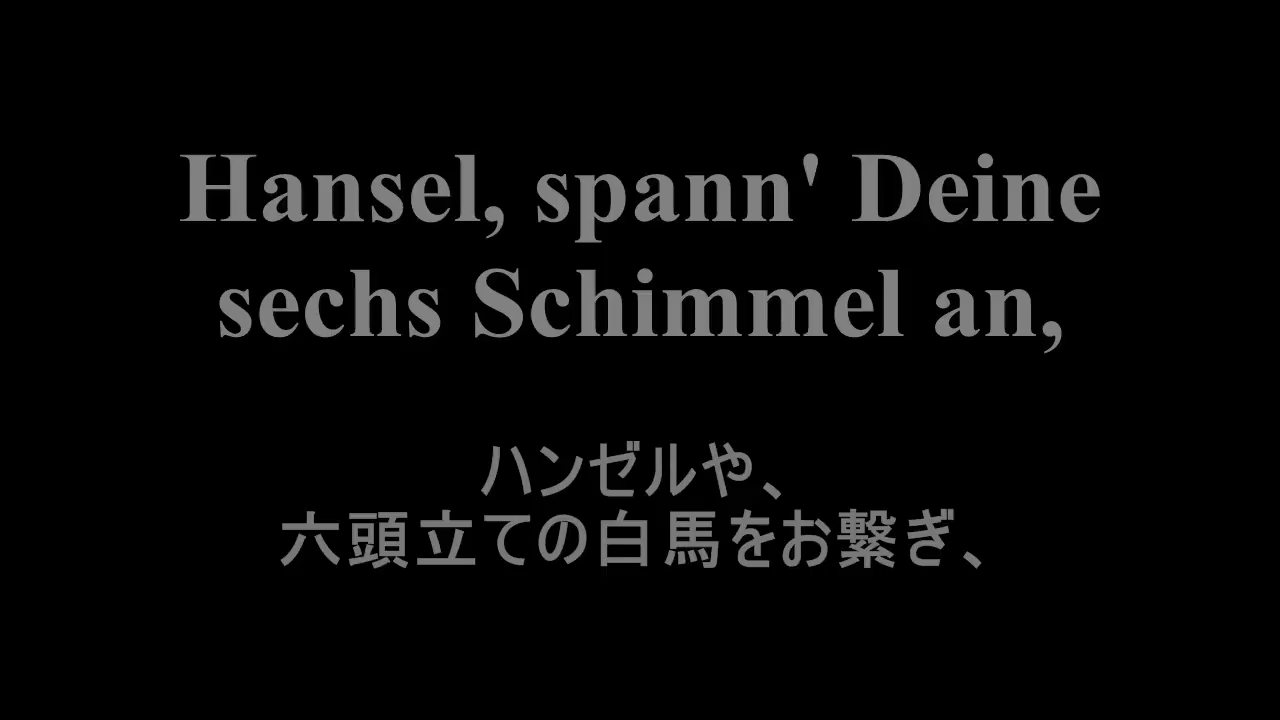 Hansel, spann' Deine
sechs Schimmel an,
ハンゼルや、
六頭立ての白馬をお繋ぎ、